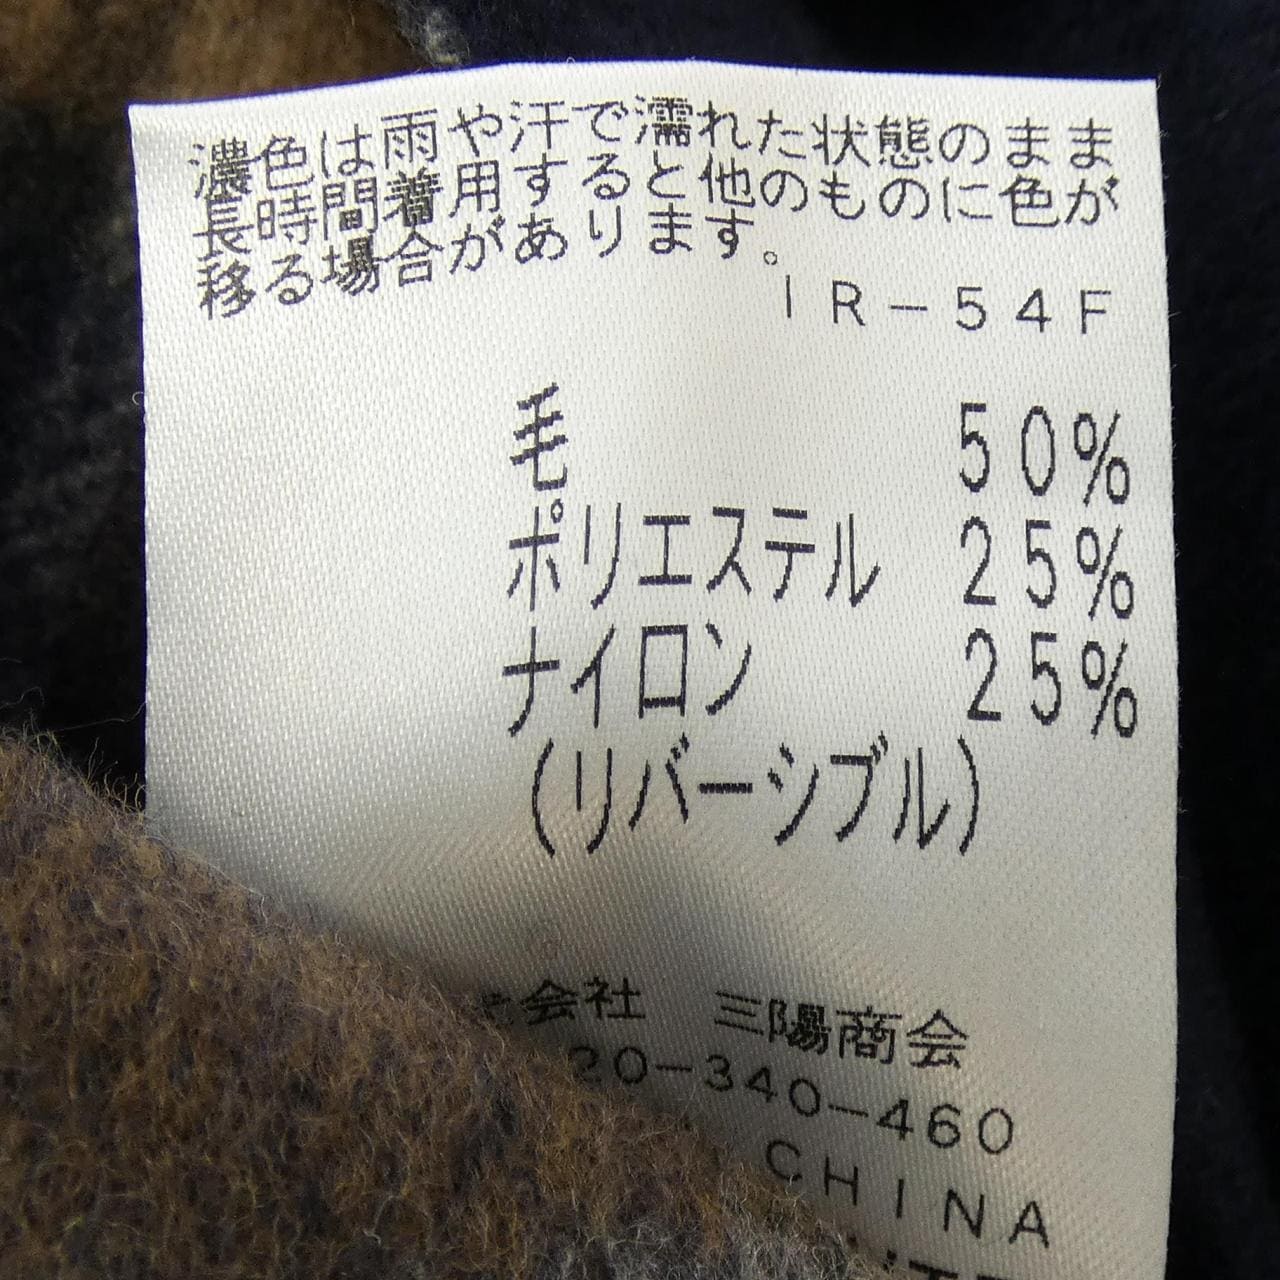 濃色は雨や汗で濡れた状態のまま
長時間着用すると他のものに色が
移る場合があります。
IR-54F
毛 50%
ポリエステル 25%
ナイロン 25%
(リバーシブル)
会社 三陽商会
20-340-460
CHINA